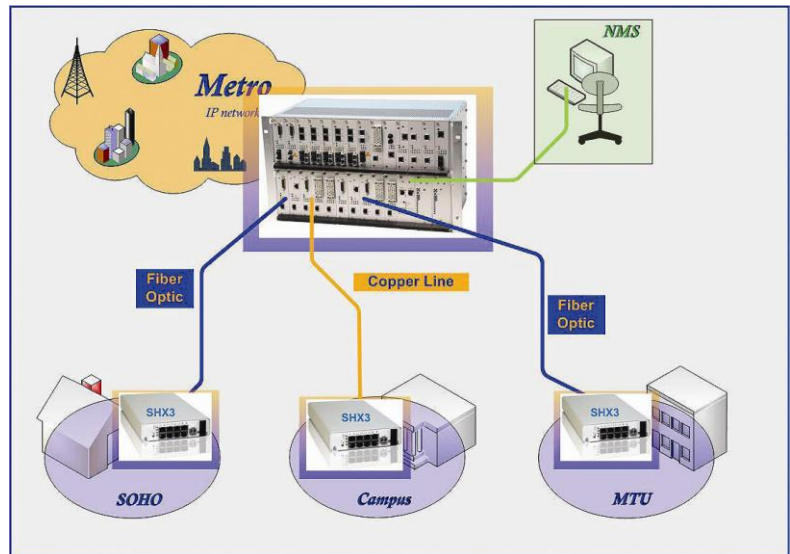 NMS
Metro
IP network
Fiber
Optic
Copper Line
Fiber
Optic
SHX3
SHX3
SHX3
SOHO
Campus
MTU